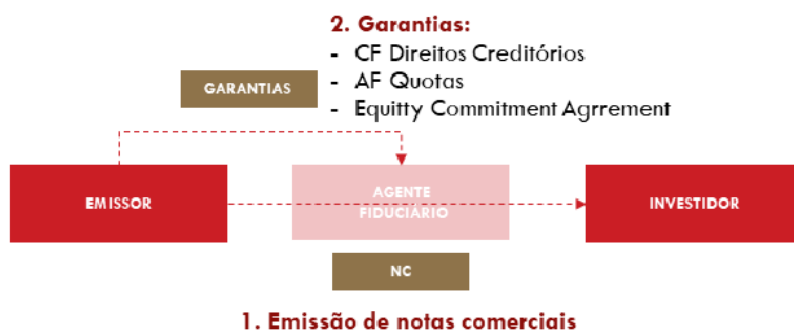 2. Garantias:
- CF Direitos Creditórios
GARANTIAS
- AF Quotas
- Equitty Commitment Agrrement
EMISSOR
AGENTE
FIDUCIÁRIO
INVESTIDOR
NC
1. Emissão de notas comerciais